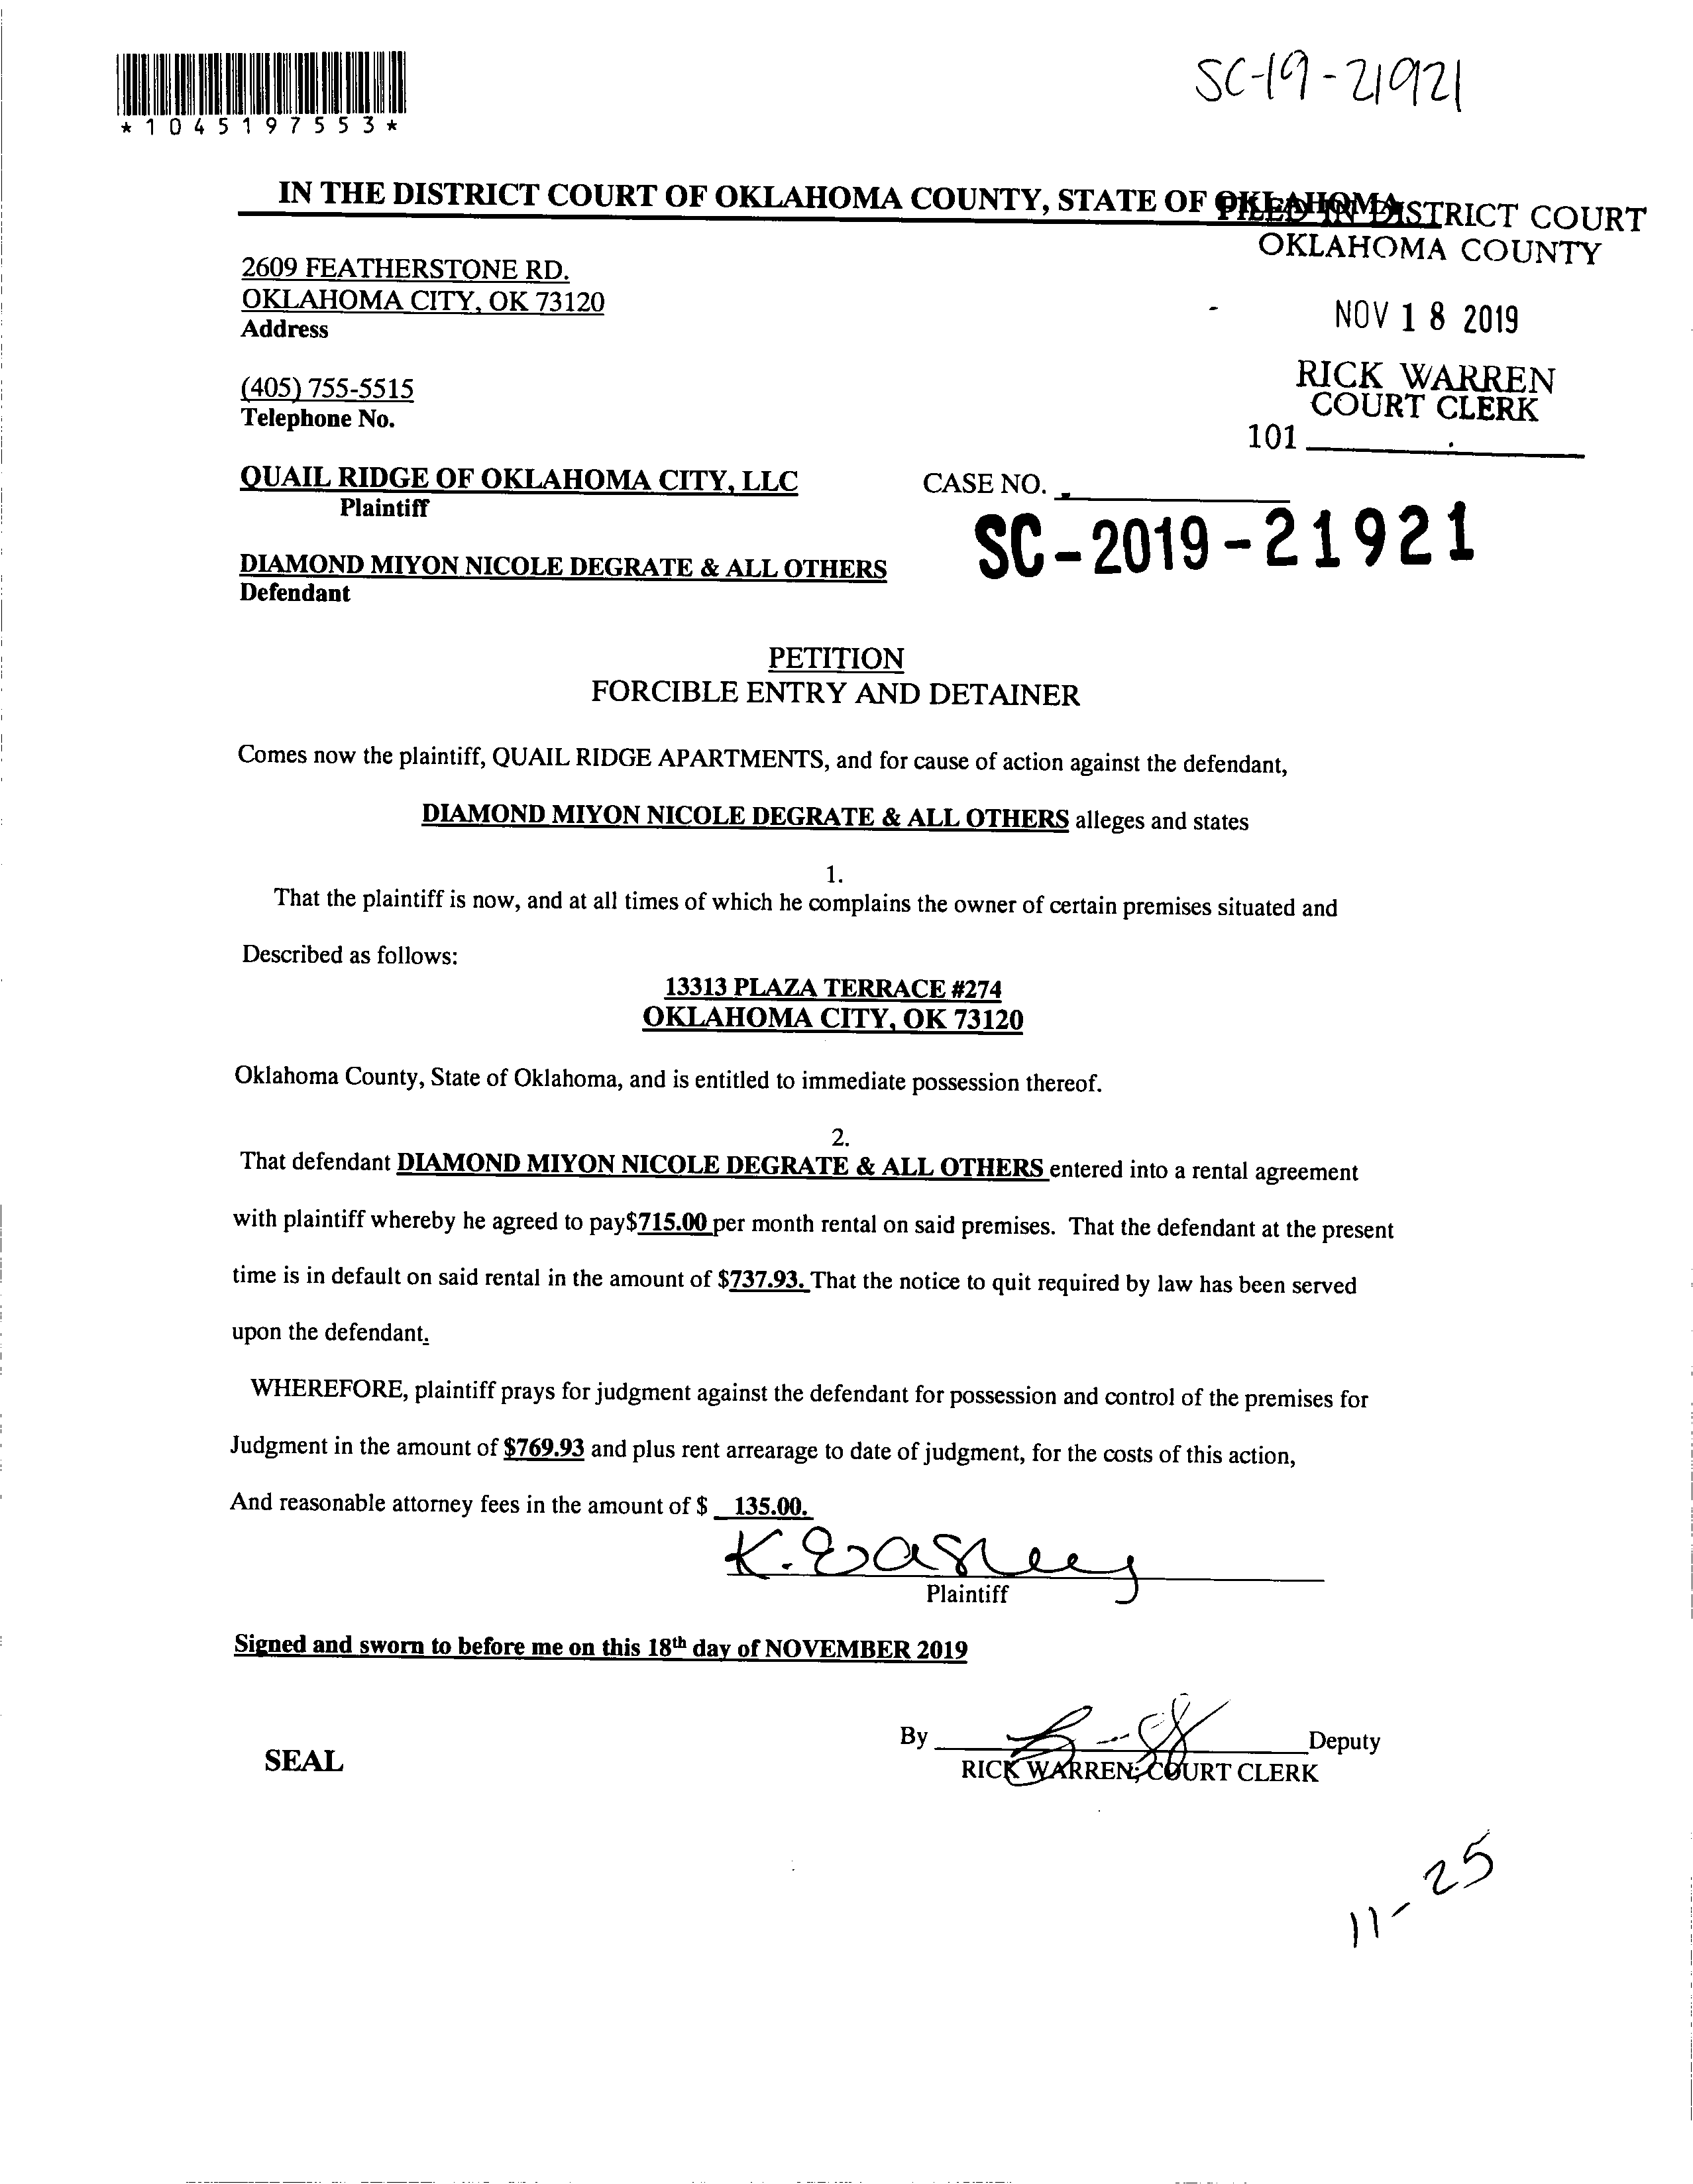 *1045197553*
SC-19-21921
IN THE DISTRICT COURT OF OKLAHOMA COUNTY, STATE OF OKLAHOMA
FILED IN DISTRICT COURT
OKLAHOMA COUNTY
2609 FEATHERSTONE RD.
OKLAHOMA CITY, OK 73120
Address
NOV 18 2019
(405) 755-5515
Telephone No.
RICK WARREN
COURT CLERK
101
QUAIL RIDGE OF OKLAHOMA CITY, LLC
Plaintiff
CASE NO.
SC-2019-21921
DIAMOND MIYON NICOLE DEGRATE & ALL OTHERS
Defendant
PETITION
FORCIBLE ENTRY AND DETAINER
Comes now the plaintiff, QUAIL RIDGE APARTMENTS, and for cause of action against the defendant,
DIAMOND MIYON NICOLE DEGRATE & ALL OTHERS alleges and states
1.
That the plaintiff is now, and at all times of which he complains the owner of certain premises situated and
Described as follows:
13313 PLAZA TERRACE #274
OKLAHOMA CITY, OK 73120
Oklahoma County, State of Oklahoma, and is entitled to immediate possession thereof.
2.
That defendant DIAMOND MIYON NICOLE DEGRATE & ALL OTHERS entered into a rental agreement
with plaintiff whereby he agreed to pay$715.00 per month rental on said premises. That the defendant at the present
time is in default on said rental in the amount of $737.93. That the notice to quit required by law has been served
upon the defendant.
WHEREFORE, plaintiff prays for judgment against the defendant for possession and control of the premises for
Judgment in the amount of $769.93 and plus rent arrearage to date of judgment, for the costs of this action,
And reasonable attorney fees in the amount of $ 135.00.
Plaintiff
Signed and sworn to before me on this 18th day of NOVEMBER 2019
By Deputy
SEAL
RICK WARREN; COURT CLERK
11-25